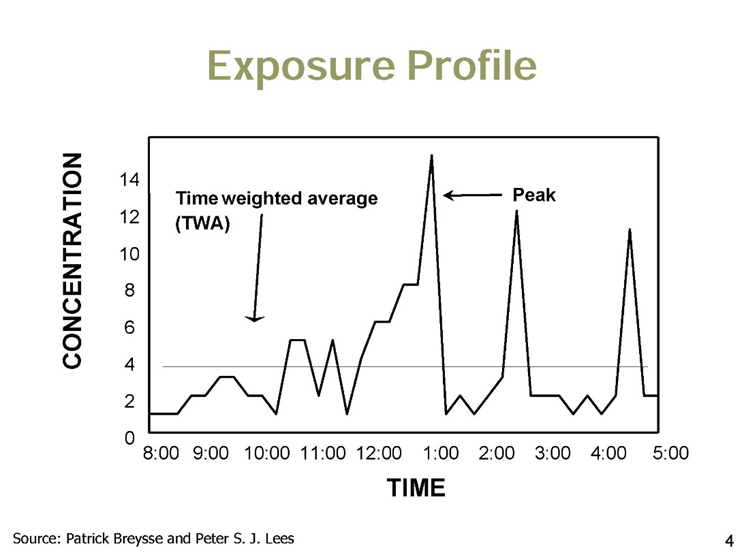 Exposure Profile
CONCENTRATION
14
12
10
8
6
4
2
0
Time weighted average
(TWA)
Peak
8:00 9:00 10:00 11:00 12:00 1:00 2:00 3:00 4:00 5:00
TIME
Source: Patrick Breysse and Peter S. J. Lees
4